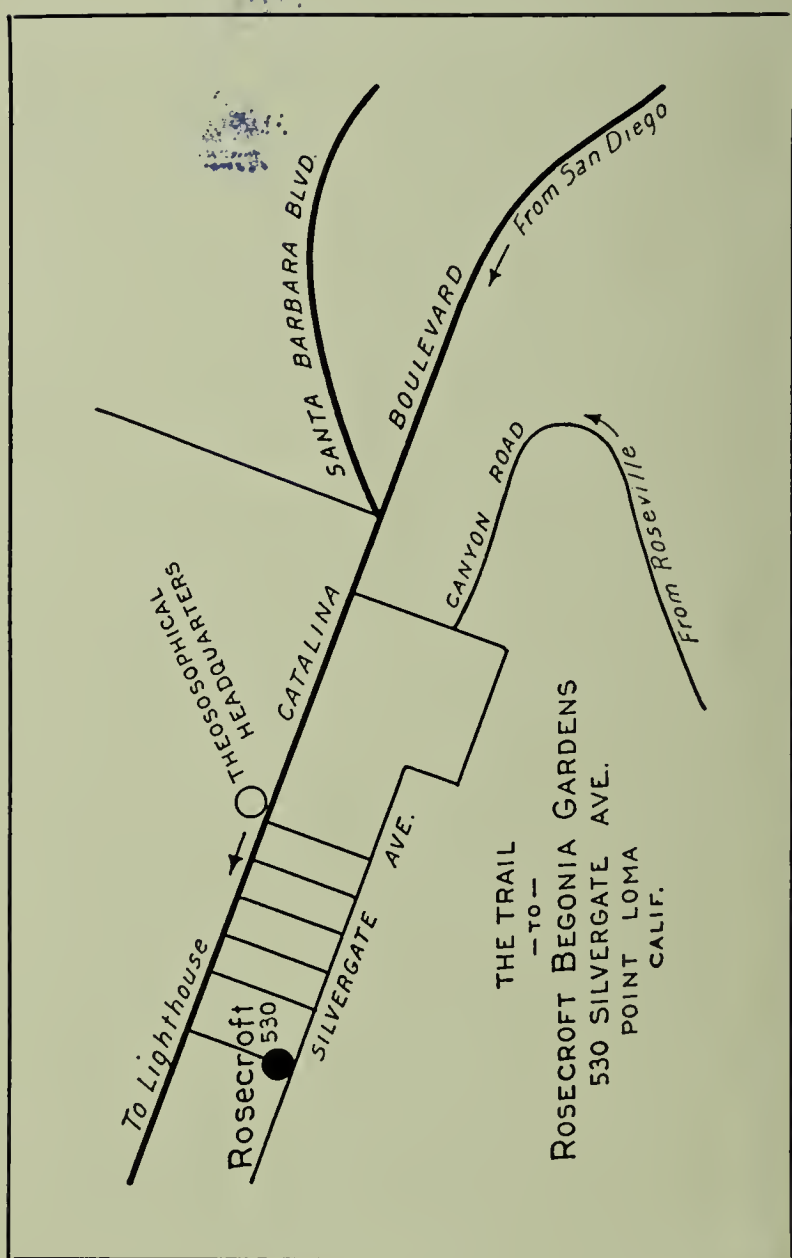 SANTA BARBARA BLVD.
From San Diego
CATALINA BOULEVARD
CANYON ROAD
From Roseville
THEOSOSOPHICAL
HEADQUARTERS
To Lighthouse
Rosecroft
530
SILVERGATE AVE.
THE TRAIL
—TO—
ROSECROFT BEGONIA GARDENS
530 SILVERGATE AVE.
POINT LOMA
CALIF.